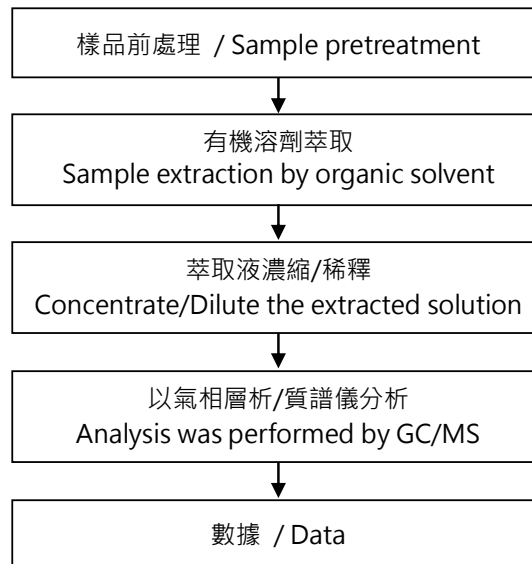 樣品前處理 / Sample pretreatment
有機溶劑萃取
Sample extraction by organic solvent
萃取液濃縮/稀釋
Concentrate/Dilute the extracted solution
以氣相層析/質譜儀分析
Analysis was performed by GC/MS
數據 / Data